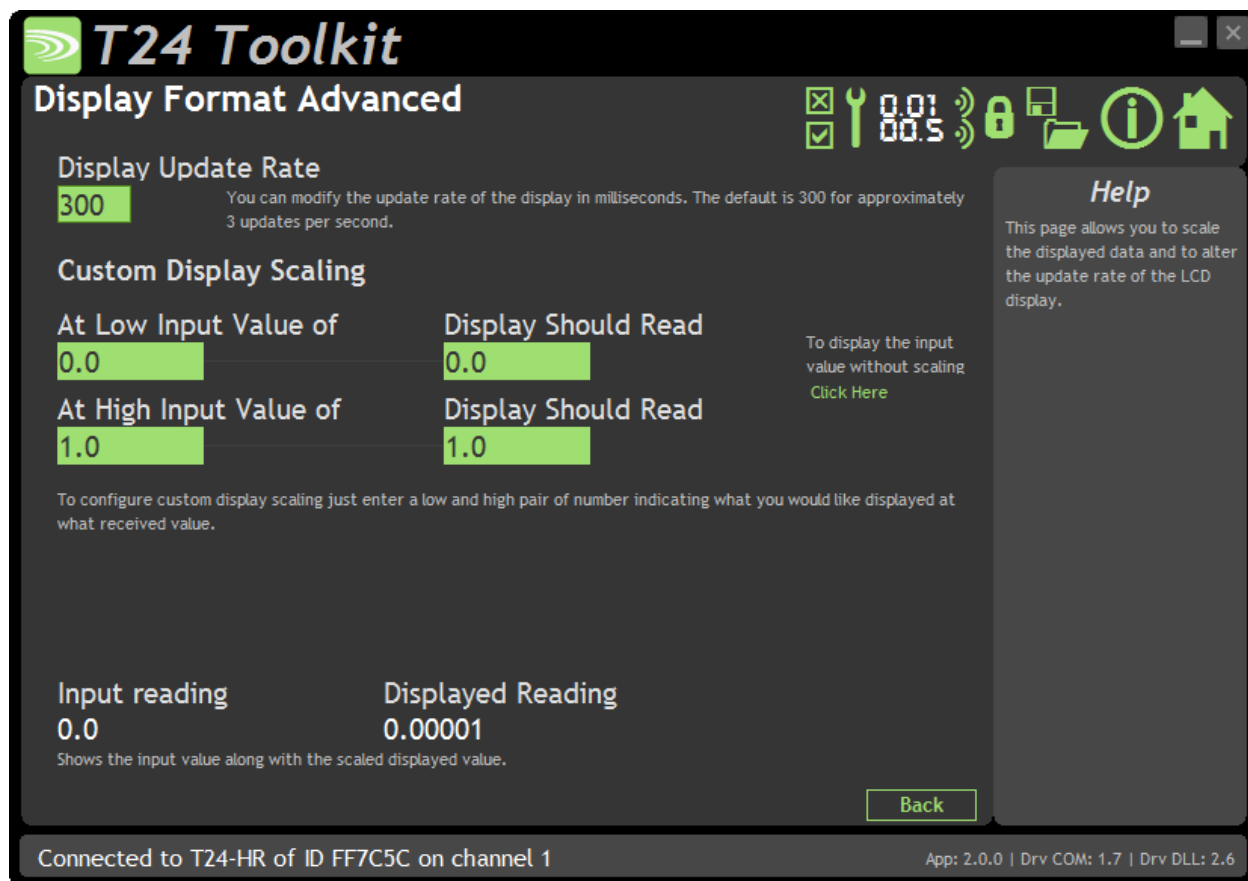 T24 Toolkit
Display Format Advanced
0.01
00.5
Display Update Rate
300
You can modify the update rate of the display in milliseconds. The default is 300 for approximately
3 updates per second.
Custom Display Scaling
At Low Input Value of
Display Should Read
0.0
0.0
To display the input
value without scaling
Click Here
At High Input Value of
Display Should Read
1.0
1.0
To configure custom display scaling just enter a low and high pair of number indicating what you would like displayed at
what received value.
Input reading
Displayed Reading
0.0
0.00001
Shows the input value along with the scaled displayed value.
Back
Help
This page allows you to scale
the displayed data and to alter
the update rate of the LCD
display.
Connected to T24-HR of ID FF7C5C on channel 1
App: 2.0.0 | Drv COM: 1.7 | Drv DLL: 2.6